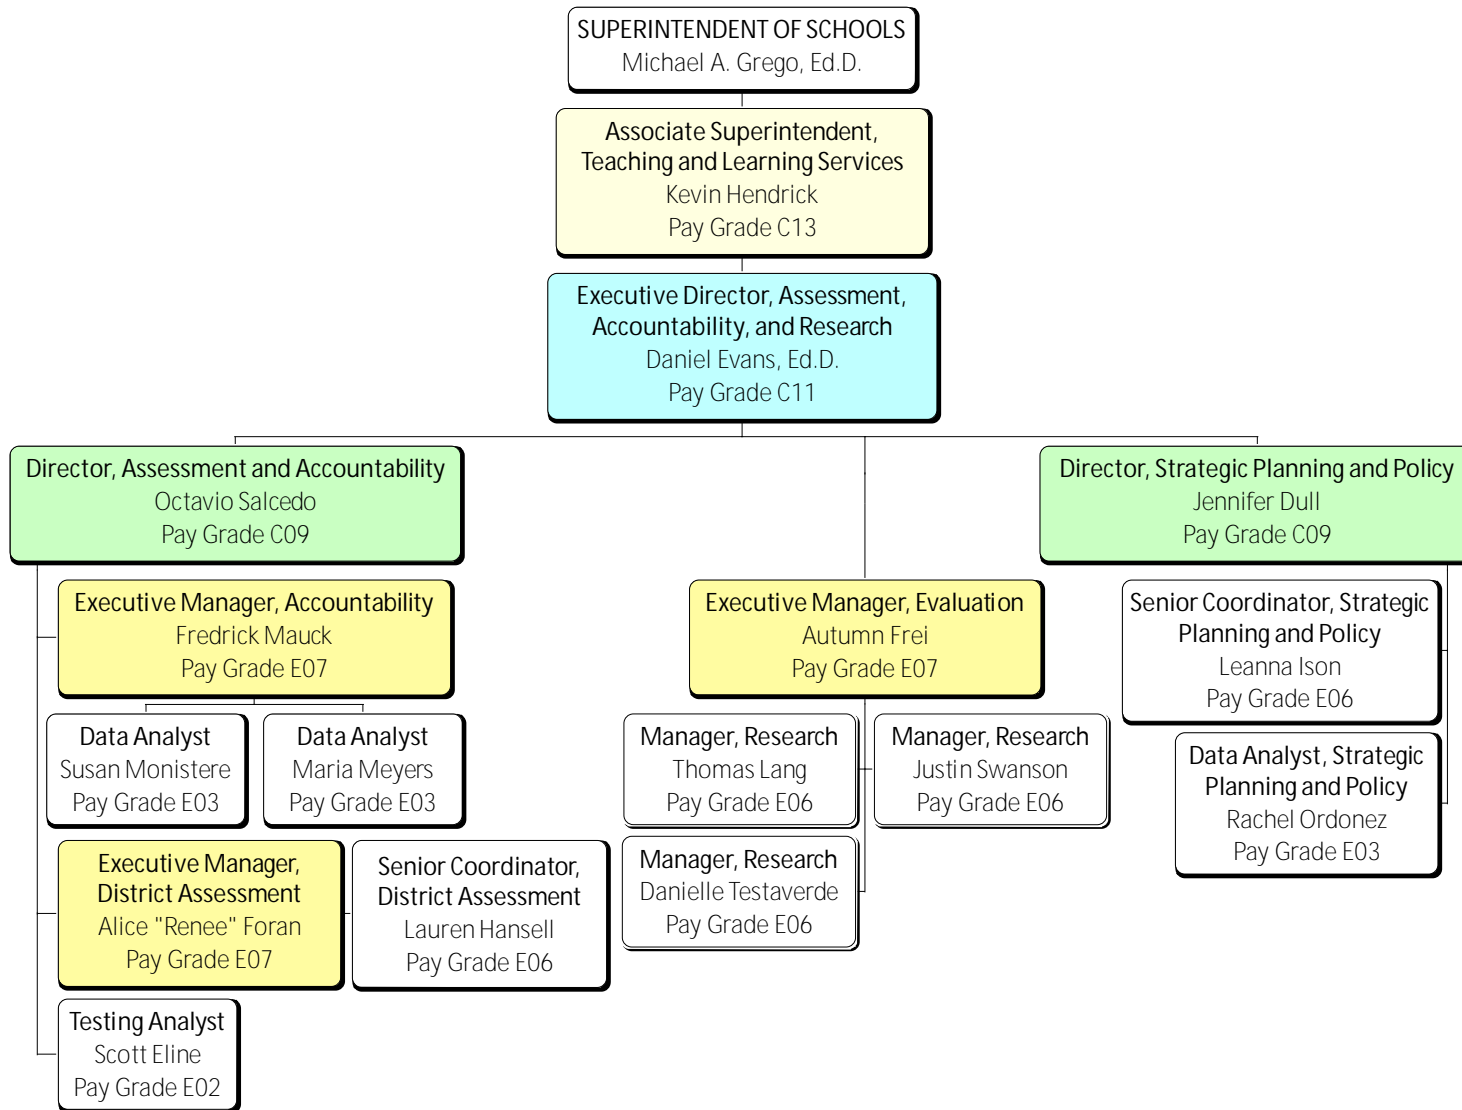 SUPERINTENDENT OF SCHOOLS
Michael A. Grego, Ed.D.
Associate Superintendent,
Teaching and Learning Services
Kevin Hendrick
Pay Grade C13
Executive Director, Assessment,
Accountability, and Research
Daniel Evans, Ed.D.
Pay Grade C11
Director, Assessment and Accountability
Octavio Salcedo
Pay Grade C09
Executive Manager, Accountability
Fredrick Mauck
Pay Grade E07
Data Analyst
Susan Monistere
Pay Grade E03
Data Analyst
Maria Meyers
Pay Grade E03
Executive Manager,
District Assessment
Alice "Renee" Foran
Pay Grade E07
Senior Coordinator,
District Assessment
Lauren Hansell
Pay Grade E06
Testing Analyst
Scott Eline
Pay Grade E02
Executive Manager, Evaluation
Autumn Frei
Pay Grade E07
Manager, Research
Thomas Lang
Pay Grade E06
Manager, Research
Justin Swanson
Pay Grade E06
Manager, Research
Danielle Testaverde
Pay Grade E06
Director, Strategic Planning and Policy
Jennifer Dull
Pay Grade C09
Senior Coordinator, Strategic
Planning and Policy
Leanna Ison
Pay Grade E06
Data Analyst, Strategic
Planning and Policy
Rachel Ordonez
Pay Grade E03